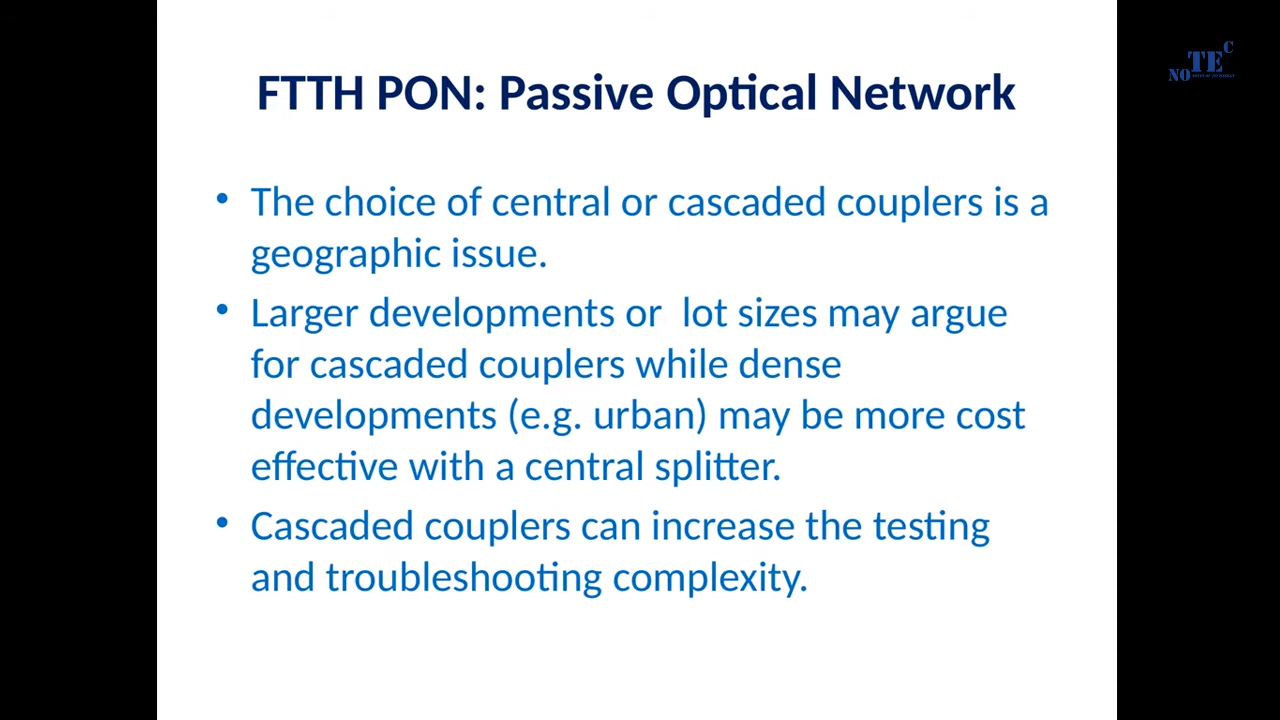 FTTH PON: Passive Optical Network
• The choice of central or cascaded couplers is a
geographic issue.
• Larger developments or  lot sizes may argue
for cascaded couplers while dense
developments (e.g. urban) may be more cost
effective with a central splitter.
• Cascaded couplers can increase the testing
and troubleshooting complexity.
NO TE C